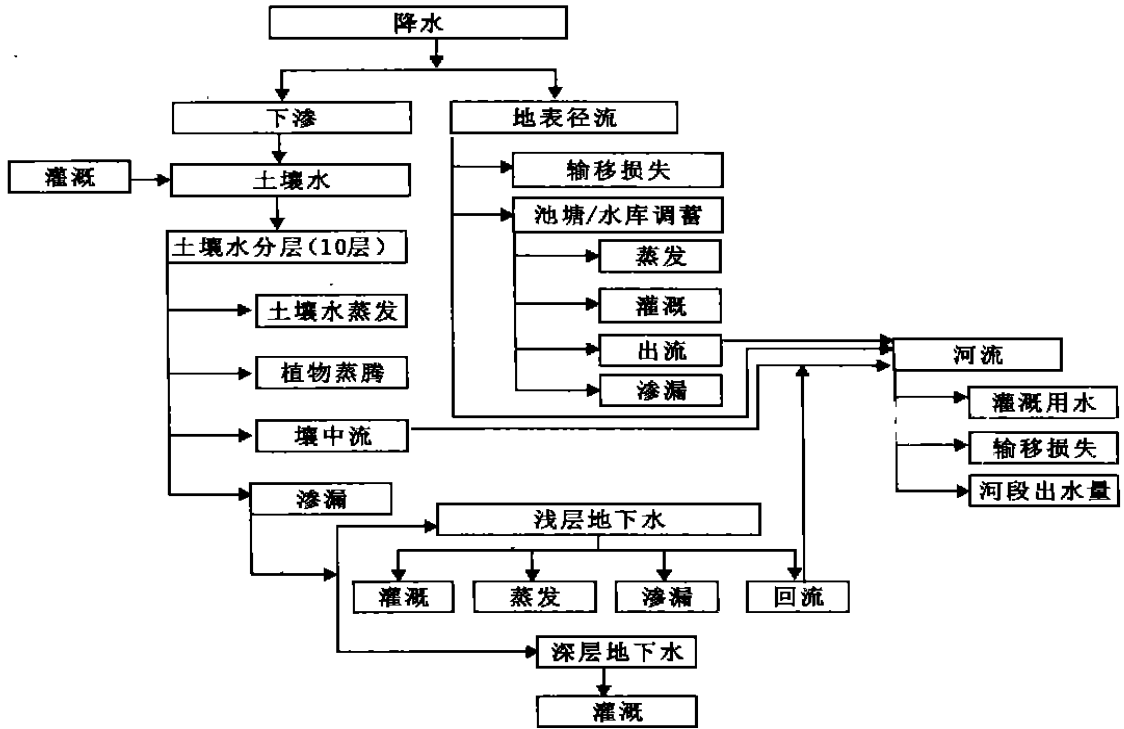 降水
下渗
地表径流
灌溉
土壤水
输移损失
池塘/水库调蓄
土壤水分层(10层)
蒸发
土壤水蒸发
灌溉
出流
河流
植物蒸腾
渗漏
灌溉用水
壤中流
输移损失
渗漏
河段出水量
浅层地下水
灌溉
蒸发
渗漏
回流
深层地下水
灌溉